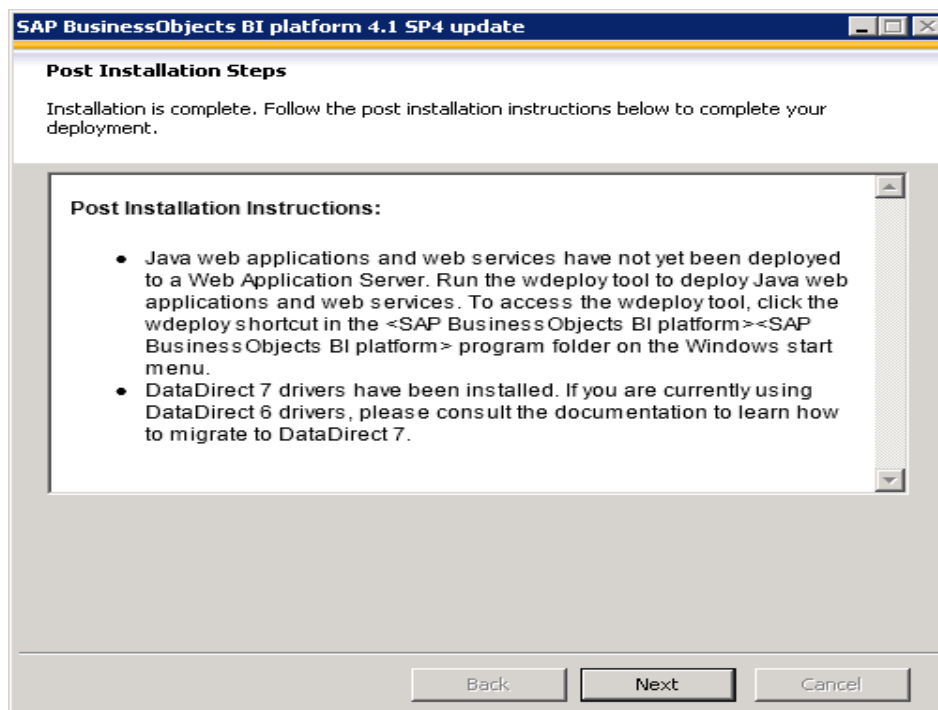 SAP BusinessObjects BI platform 4.1 SP4 update
Post Installation Steps
Installation is complete. Follow the post installation instructions below to complete your
deployment.
Post Installation Instructions:
• Java web applications and web services have not yet been deployed
to a Web Application Server. Run the wdeploy tool to deploy Java web
applications and web services. To access the wdeploy tool, click the
wdeploy shortcut in the <SAP BusinessObjects BI platform><SAP
BusinessObjects BI platform> program folder on the Windows start
menu.
• DataDirect 7 drivers have been installed. If you are currently using
DataDirect 6 drivers, please consult the documentation to learn how
to migrate to DataDirect 7.
Back
Next
Cancel